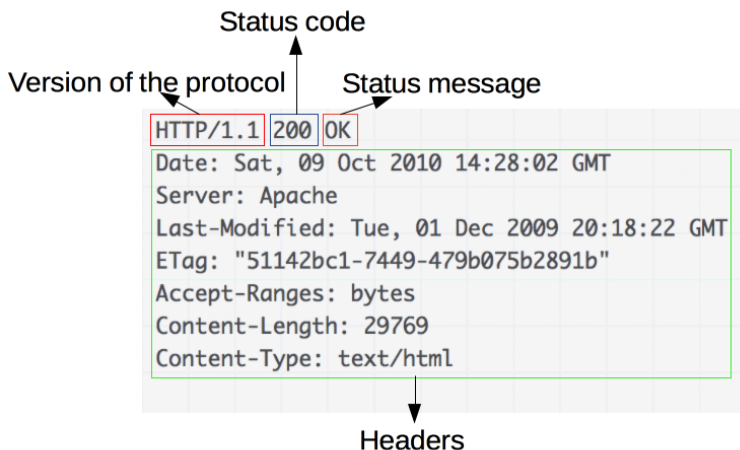 Status code
Version of the protocol
Status message
HTTP/1.1 200 OK
Date: Sat, 09 Oct 2010 14:28:02 GMT
Server: Apache
Last-Modified: Tue, 01 Dec 2009 20:18:22 GMT
ETag: "51142bc1-7449-479b075b2891b"
Accept-Ranges: bytes
Content-Length: 29769
Content-Type: text/html
Headers